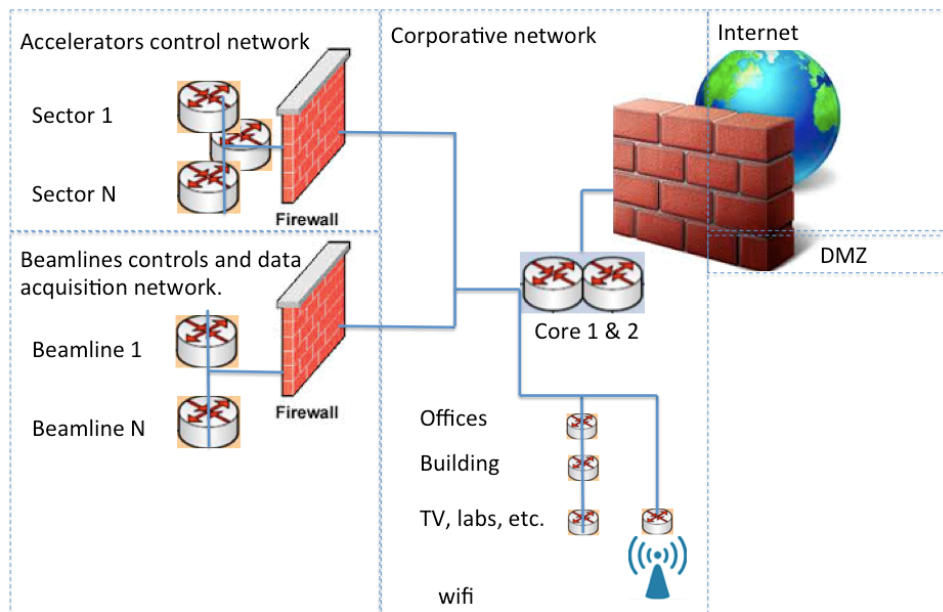 Accelerators control network
Sector 1
Sector N
Firewall
Beamlines controls and data
acquisition network.
Beamline 1
Beamline N
Firewall
Corporative network
Core 1 & 2
Offices
Building
TV, labs, etc.
wifi
Internet
DMZ